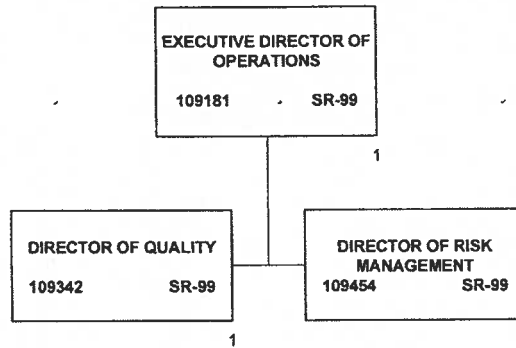 EXECUTIVE DIRECTOR OF
OPERATIONS
109181 SR-99
1
DIRECTOR OF QUALITY
109342 SR-99
1
DIRECTOR OF RISK
MANAGEMENT
109454 SR-99